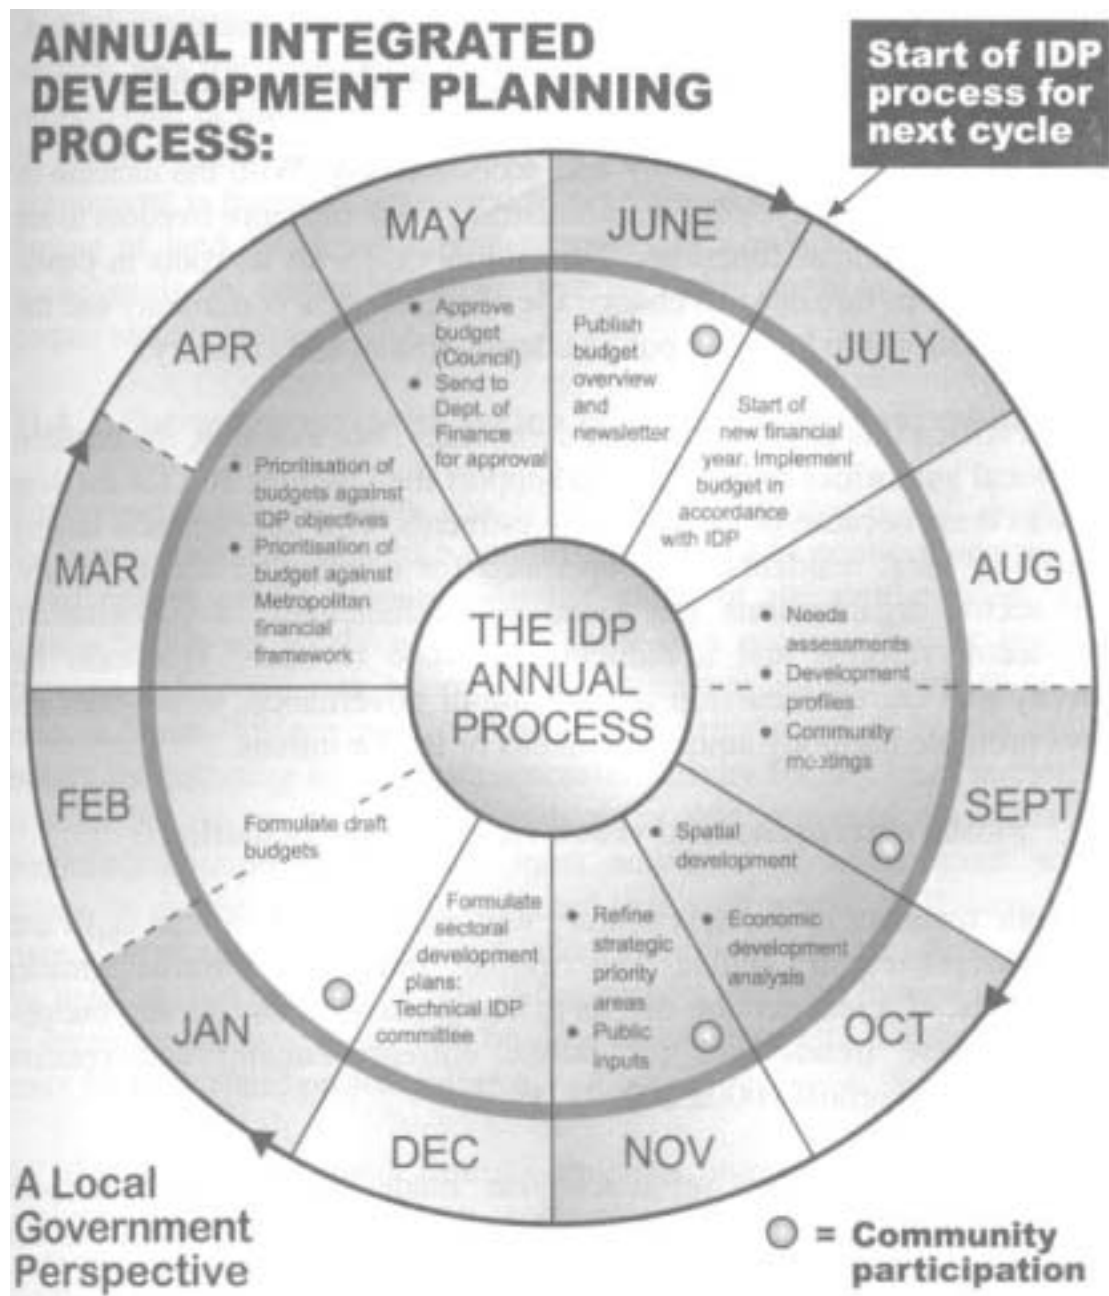 ANNUAL INTEGRATED
DEVELOPMENT PLANNING
PROCESS:
Start of IDP
process for
next cycle
MAY
JUNE
APR
JULY
MAR
AUG
FEB
SEPT
JAN
OCT
DEC
NOV
• Approve
budget
(Council)
• Send to
Dept. of
Finance
for approval
Publish
budget
overview
and
newsletter
Start of
new financial
year. Implement
budget in
accordance
with IDP
• Prioritisation of
budgets against
IDP objectives
• Prioritisation of
budget against
Metropolitan
financial
framework
THE IDP
ANNUAL
PROCESS
• Needs
assessments
• Development
profiles
• Community
meetings
• Spatial
development
• Economic
development
analysis
• Refine
strategic
priority
areas
• Public
inputs
Formulate
sectoral
development
plans:
Technical IDP
committee
Formulate draft
budgets
A Local
Government
Perspective
= Community
participation